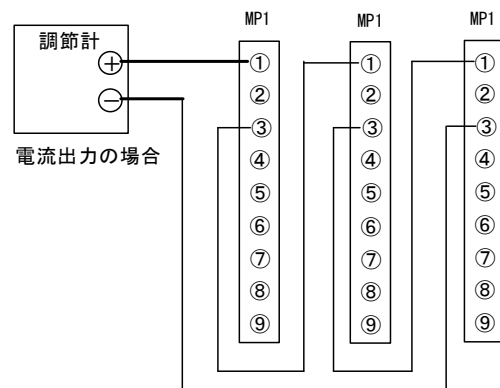 MP1 MP1 MP1
調節計
+
−
電流出力の場合
① ① ①
② ② ②
③ ③ ③
④ ④ ④
⑤ ⑤ ⑤
⑥ ⑥ ⑥
⑦ ⑦ ⑦
⑧ ⑧ ⑧
⑨ ⑨ ⑨